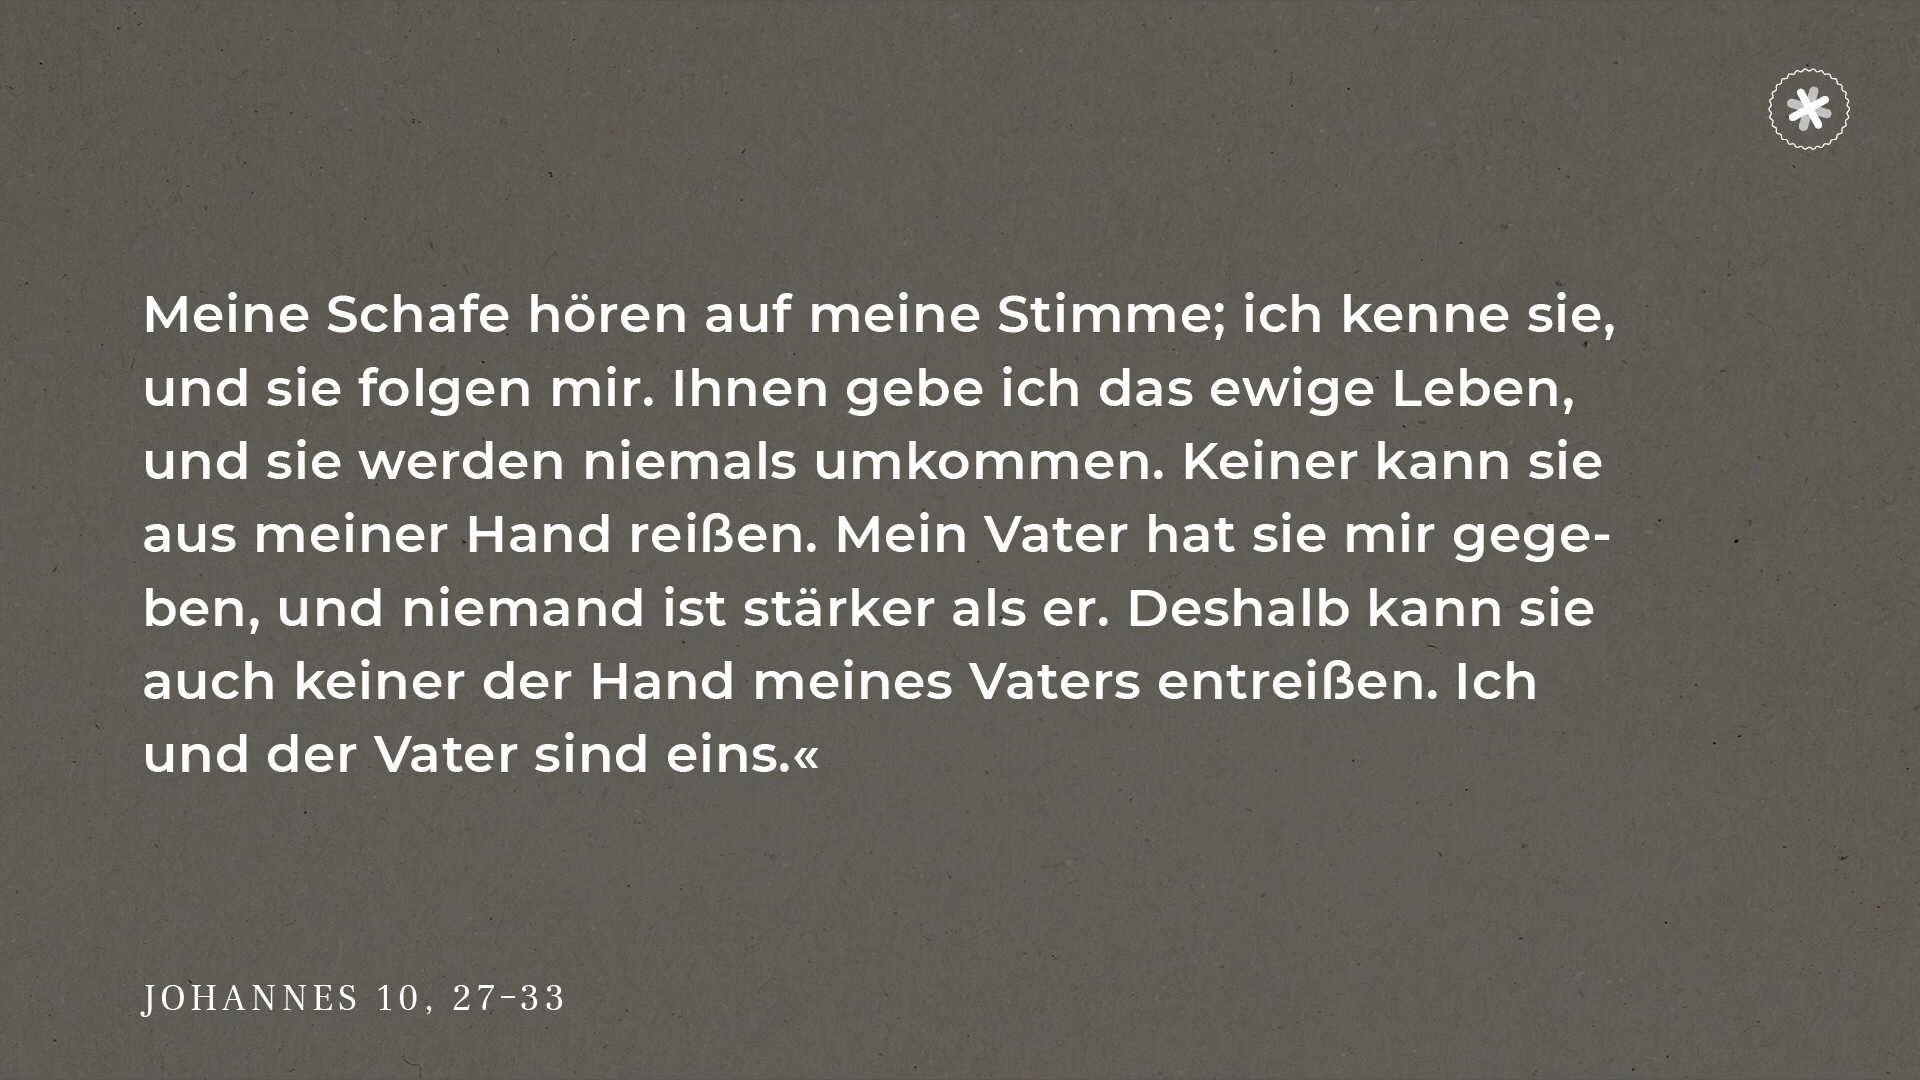 Meine Schafe hören auf meine Stimme; ich kenne sie,
und sie folgen mir. Ihnen gebe ich das ewige Leben,
und sie werden niemals umkommen. Keiner kann sie
aus meiner Hand reißen. Mein Vater hat sie mir gege-
ben, und niemand ist stärker als er. Deshalb kann sie
auch keiner der Hand meines Vaters entreißen. Ich
und der Vater sind eins.«
JOHANNES 10, 27–33